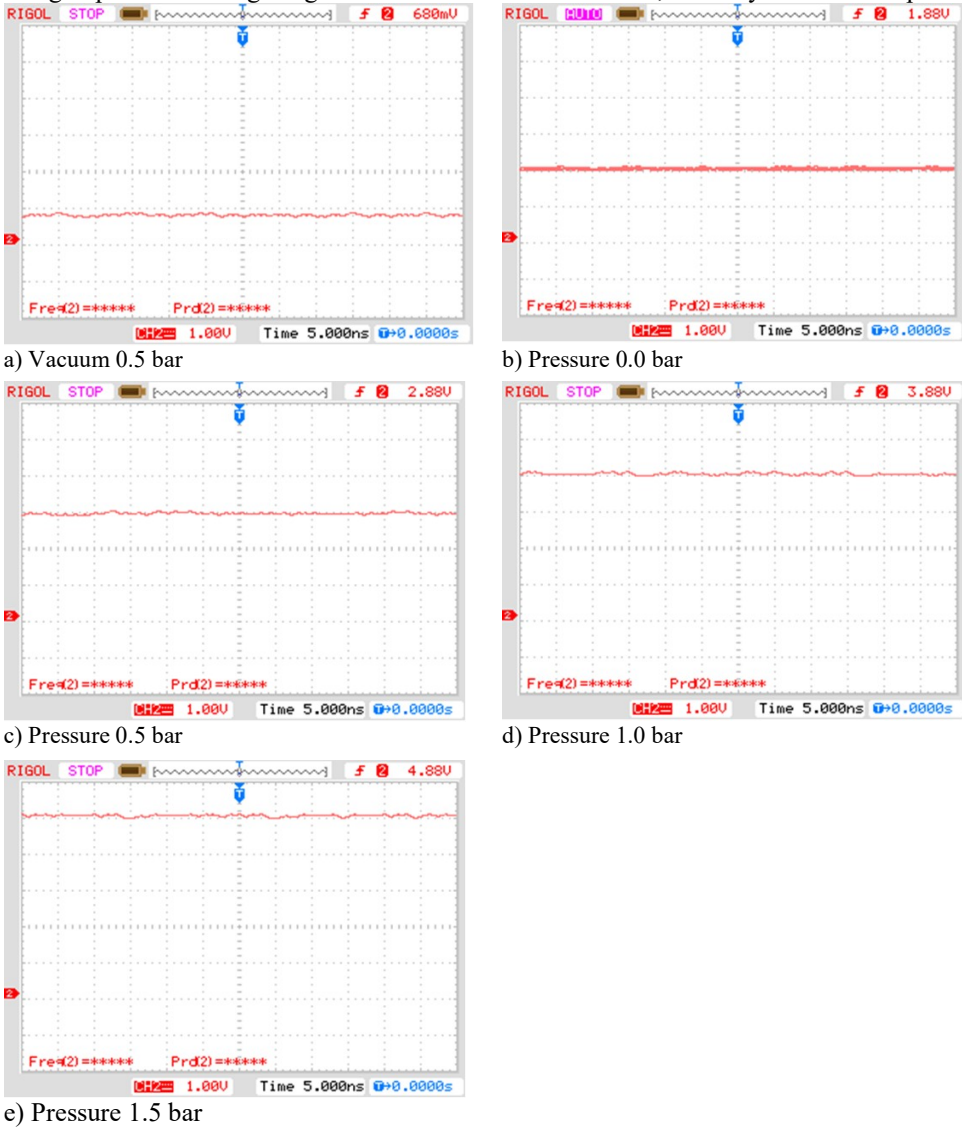 RIGOL STOP T f 2 680mV
T
2
Freq(2)=***** Prd(2)=*****
CH2 1.00V Time 5.000ns T→0.0000s
a) Vacuum 0.5 bar
RIGOL AUTO T f 2 1.88V
T
2
Freq(2)=***** Prd(2)=*****
CH2 1.00V Time 5.000ns T→0.0000s
b) Pressure 0.0 bar
RIGOL STOP T f 2 2.88V
T
2
Freq(2)=***** Prd(2)=*****
CH2 1.00V Time 5.000ns T→0.0000s
c) Pressure 0.5 bar
RIGOL STOP T f 2 3.88V
T
2
Freq(2)=***** Prd(2)=*****
CH2 1.00V Time 5.000ns T→0.0000s
d) Pressure 1.0 bar
RIGOL STOP T f 2 4.88V
T
2
Freq(2)=***** Prd(2)=*****
CH2 1.00V Time 5.000ns T→0.0000s
e) Pressure 1.5 bar